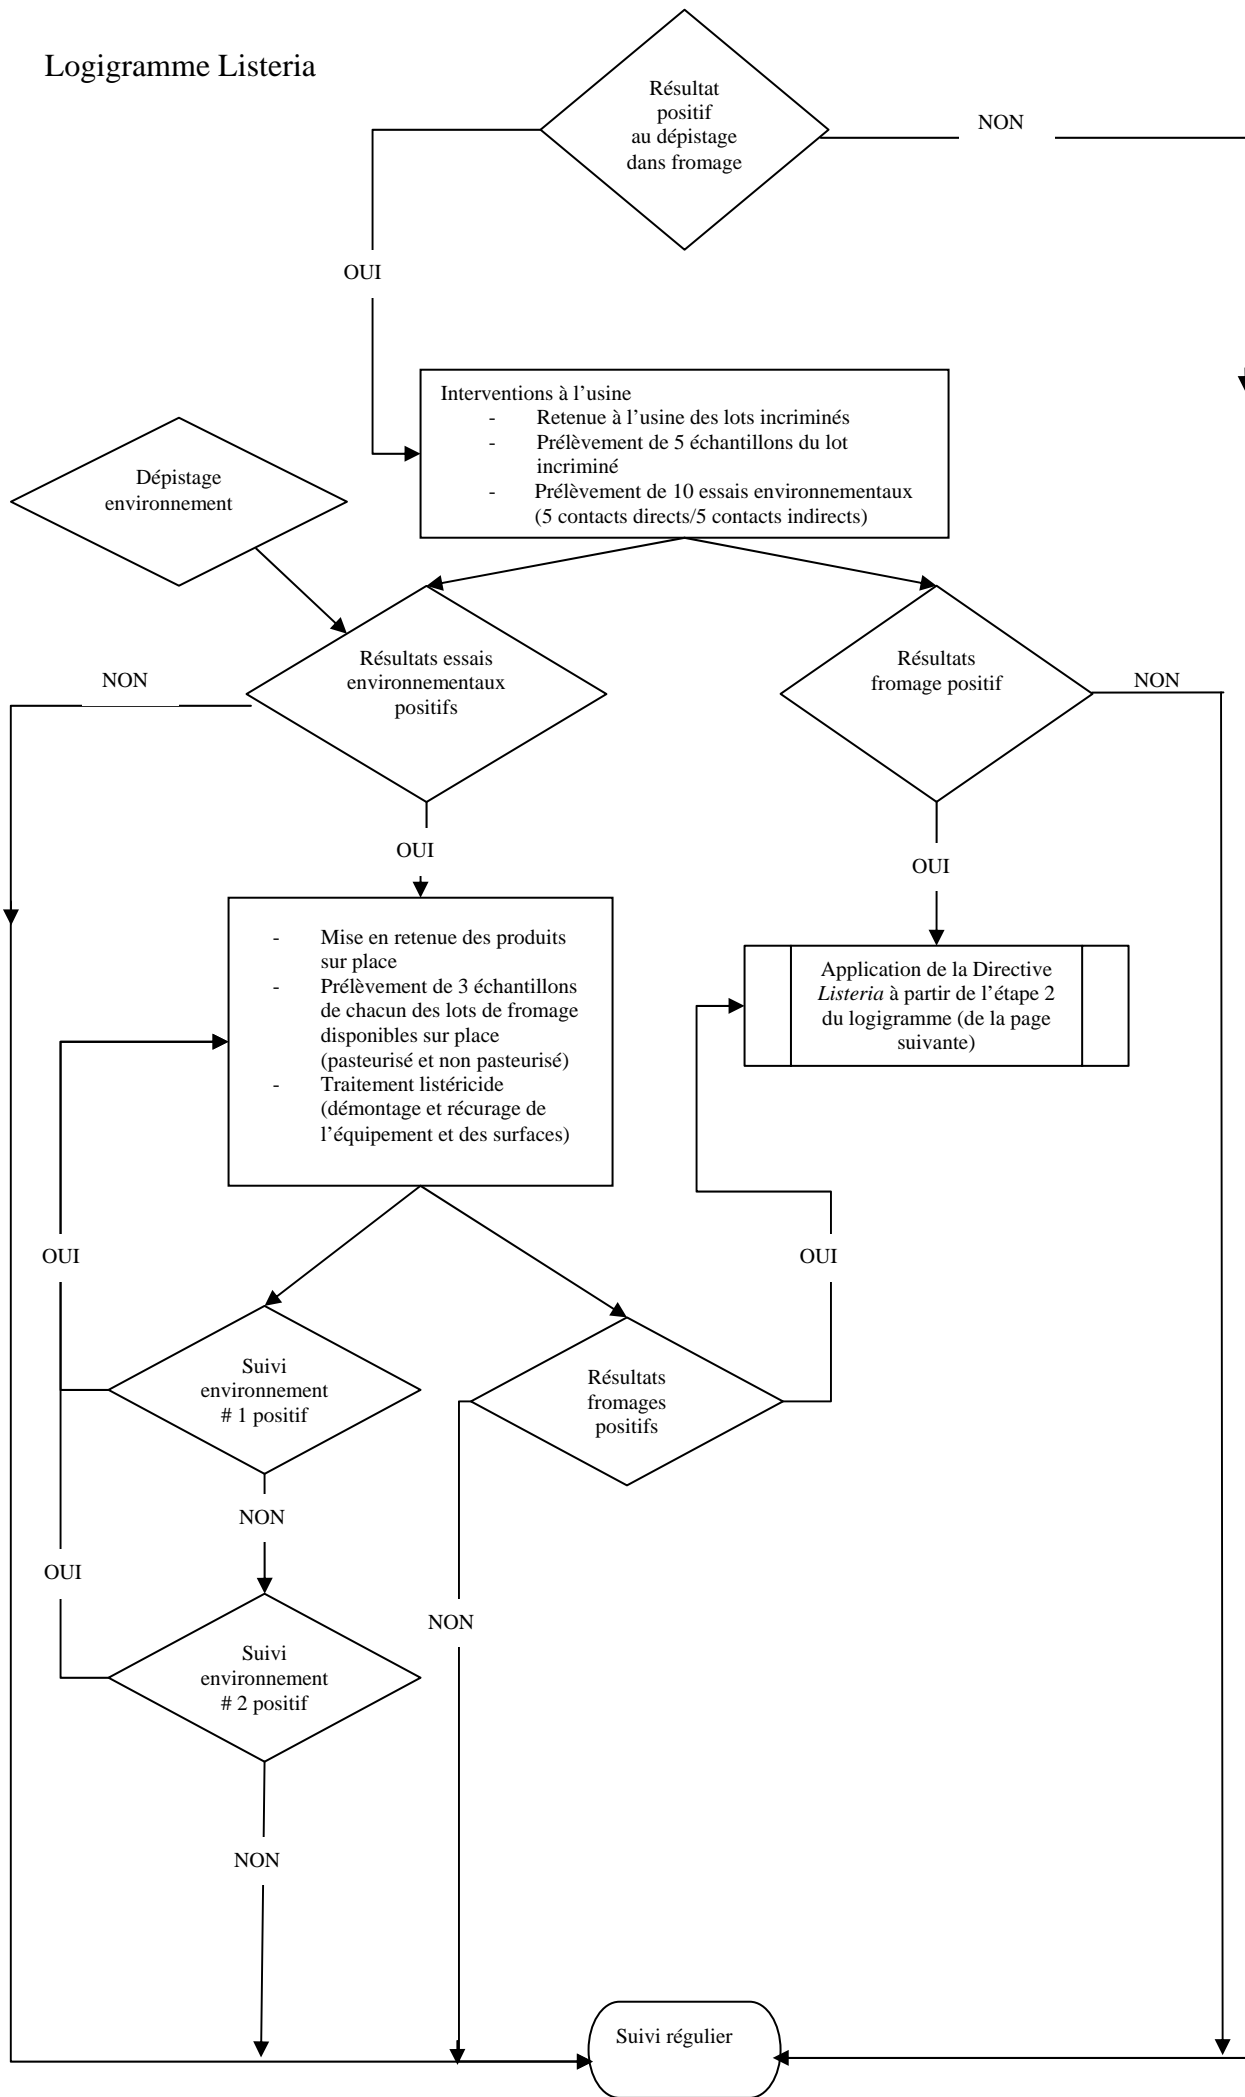 Logigramme Listeria
Résultat
positif
au dépistage
dans fromage
NON
OUI
Interventions à l’usine
- Retenue à l’usine des lots incriminés
- Prélèvement de 5 échantillons du lot
incriminé
- Prélèvement de 10 essais environnementaux
(5 contacts directs/5 contacts indirects)
Dépistage
environnement
Résultats essais
environnementaux
positifs
Résultats
fromage positif
NON
NON
OUI
OUI
- Mise en retenue des produits
sur place
- Prélèvement de 3 échantillons
de chacun des lots de fromage
disponibles sur place
(pasteurisé et non pasteurisé)
- Traitement listéricide
(démontage et récurage de
l’équipement et des surfaces)
Application de la Directive
Listeria à partir de l’étape 2
du logigramme (de la page
suivante)
OUI
OUI
Suivi
environnement
# 1 positif
Résultats
fromages
positifs
NON
OUI
NON
Suivi
environnement
# 2 positif
NON
Suivi régulier